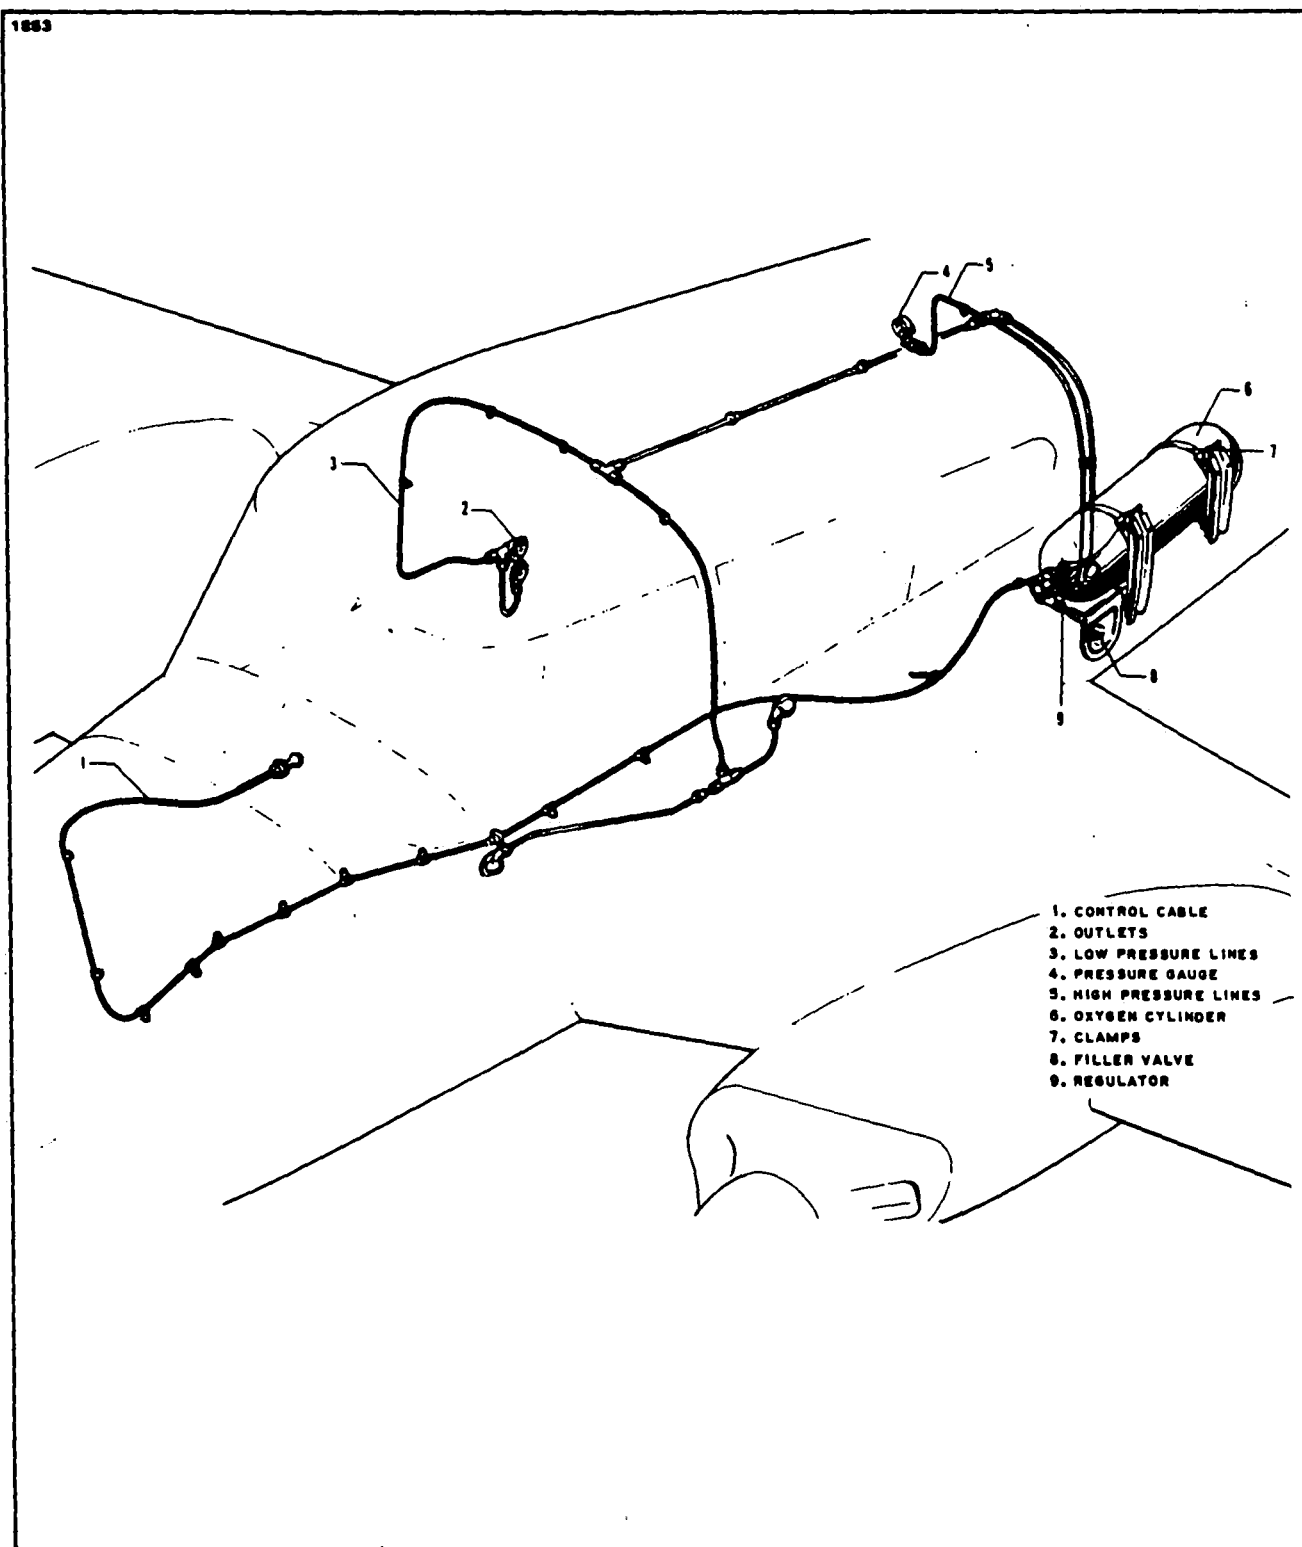 1883
4
5
6
7
3
2
8
9
1
1. CONTROL CABLE
2. OUTLETS
3. LOW PRESSURE LINES
4. PRESSURE GAUGE
5. HIGH PRESSURE LINES
6. OXYGEN CYLINDER
7. CLAMPS
8. FILLER VALVE
9. REGULATOR